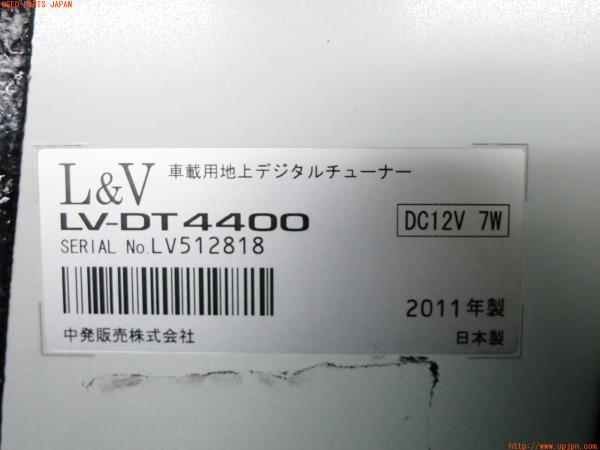 USED PARTS JAPAN
L&V 車載用地上デジタルチューナー
LV-DT4400
DC12V 7W
SERIAL No.LV512818
2011年製
中発販売株式会社
日本製
http://www.upjpn.com/